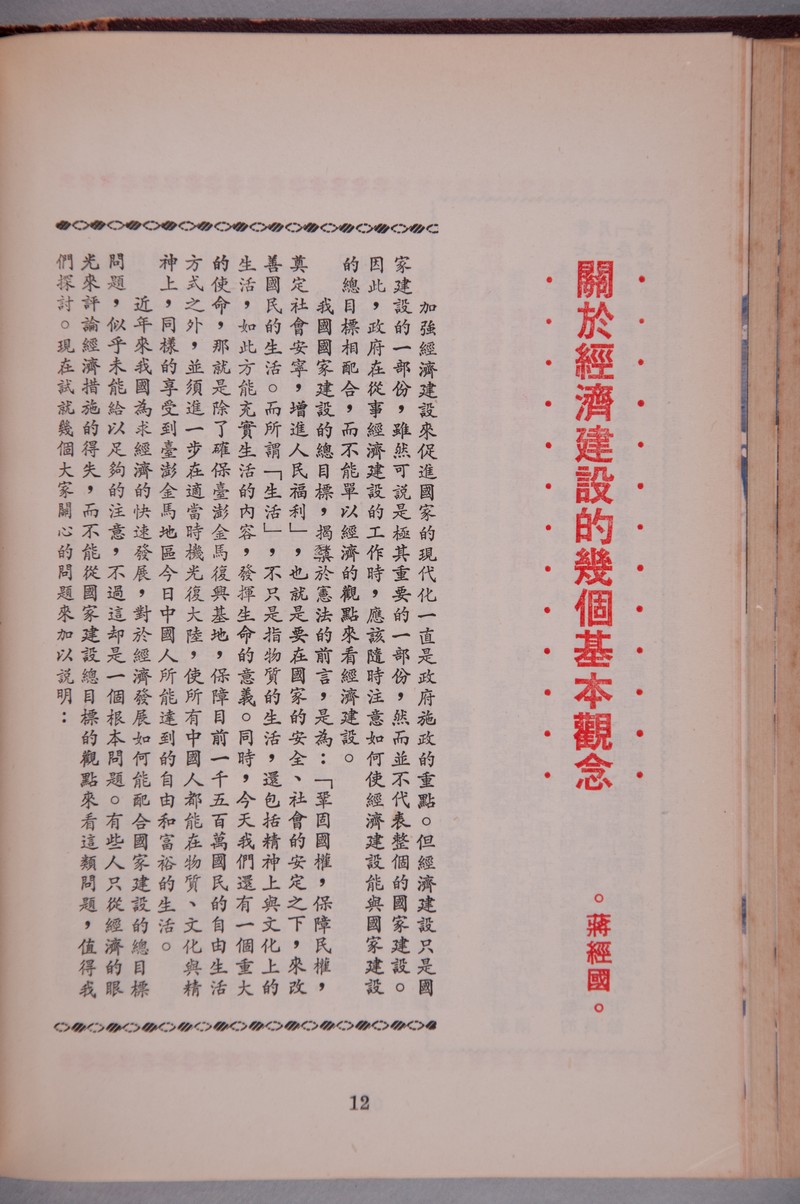 關於經濟建設的幾個基本觀念
。蔣經國。
加強經濟建設來促進國家的現代化一直是政府施政的重點。但經濟建設只是國
家建設的一部份，雖然可說是極其重要的一部份，然而並不代表整個的國家建設。
因此，政府在從事經濟建設的工作時，應該隨時注意如何使經濟建設能與國家建設
的總目標相配合，而不能單以經濟的觀點來看經濟建設。
我國國家建設的總目標，揭櫫於憲法的前言，是為：「鞏固國權，保障民權，
奠定社會安寧，增進人民福利」，也就是要在國家的安全、社會的安定之下，來改
善國民的生活。而所謂「生活」，不只是指物質的生活，還包括精神上與文化上的
生活，如此方能充實生活的內容，發揮生命的意義。同時，今天我們還有一個重大
的使命，那就是除了確保臺澎金馬復興基地，保障目前一千五百萬國民的自由生活
方式之外，並須進一步在適當時機光復大陸，使所有中國人都能在物質、文化與精
神上，同樣的享受到臺澎金馬地區今日中國人所能達到的自由和富裕的生活。
近年來我國為求經濟的快速發展，對於經濟發展如何能配合國家建設的總目標
問題，似乎未能給以足夠的注意，不過這却是一個根本問題。有些人只從經濟的眼
光來評論經濟措施的得失，而不能從國家建設總目標的觀點來看這類問題，值得我
們探討。現在試就幾個大家關心的問題來加以說明：
12